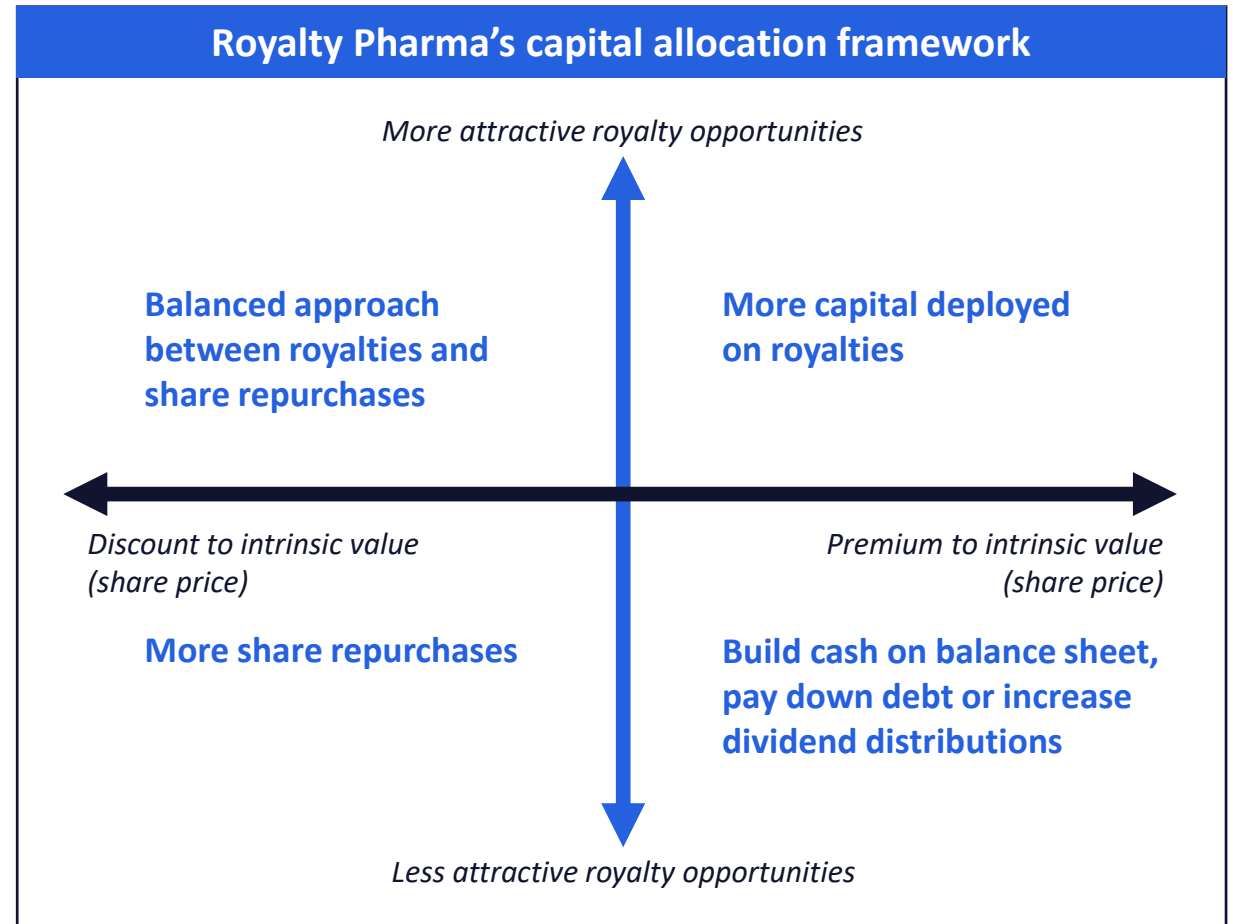 Royalty Pharma’s capital allocation framework
More attractive royalty opportunities
Balanced approach
between royalties and
share repurchases
More capital deployed
on royalties
Discount to intrinsic value
(share price)
Premium to intrinsic value
(share price)
More share repurchases
Build cash on balance sheet,
pay down debt or increase
dividend distributions
Less attractive royalty opportunities